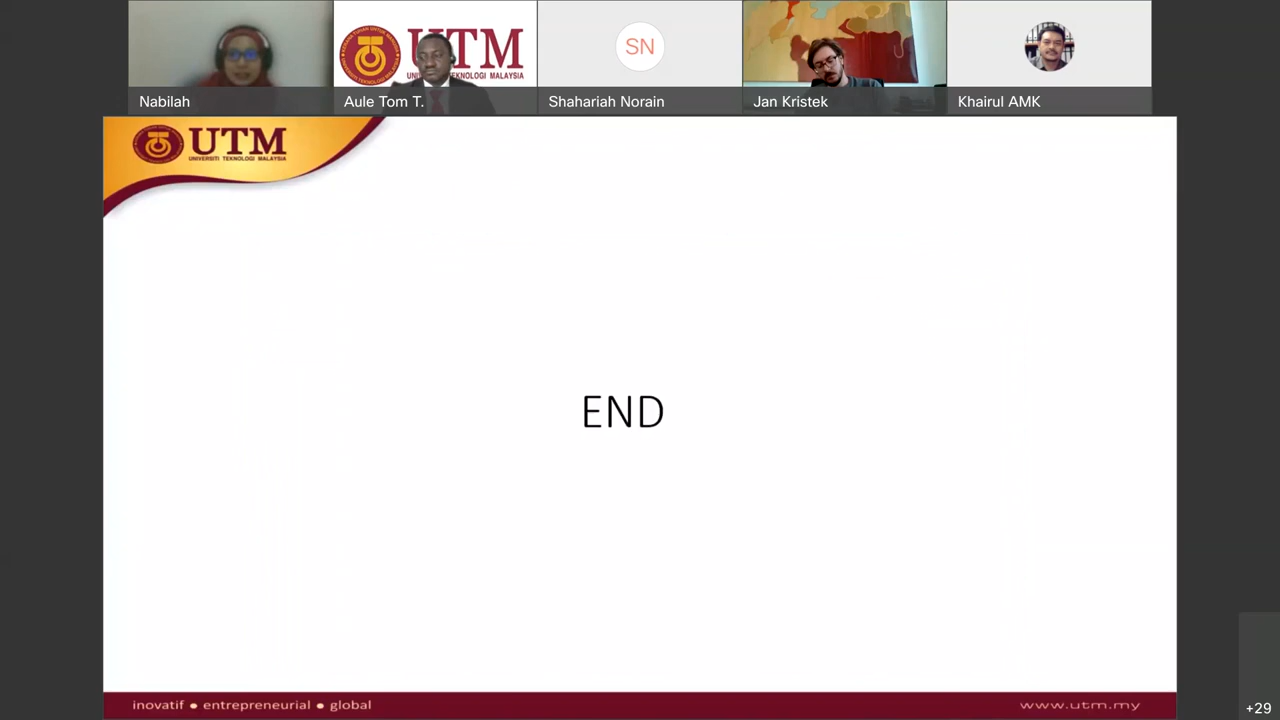 UTM
UNIVERSITI TEKNOLOGI MALAYSIA
SN
Nabilah
Aule Tom T.
Shahariah Norain
Jan Kristek
Khairul AMK
UTM
UNIVERSITI TEKNOLOGI MALAYSIA
END
inovatif ● entrepreneurial ● global
www.utm.my
+29